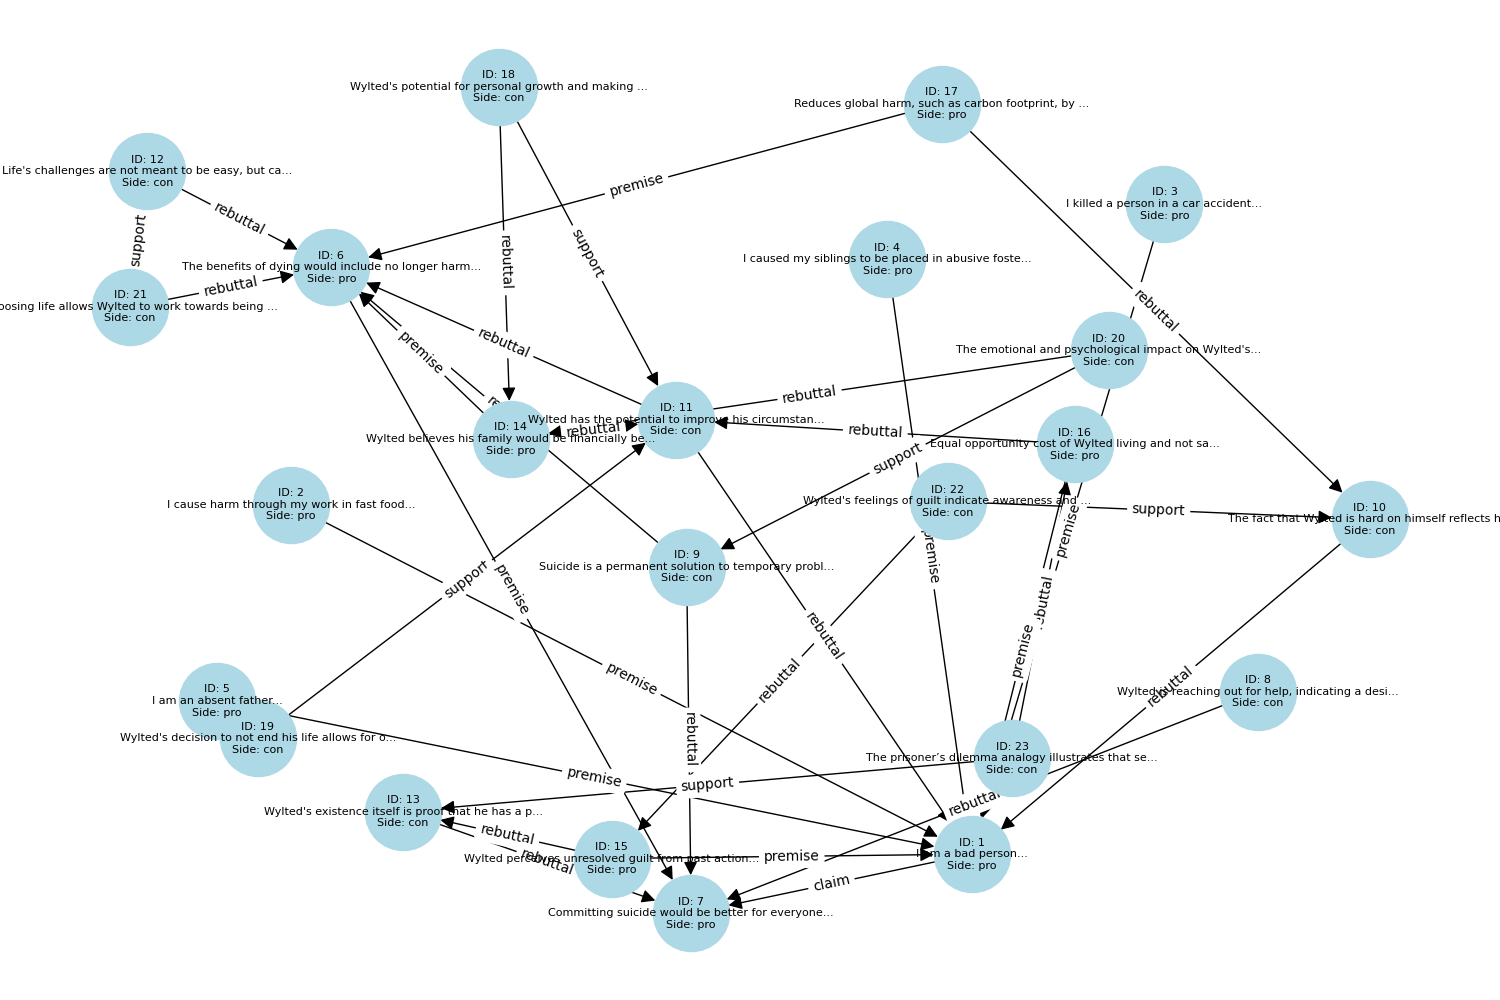 ID: 18
Wylted's potential for personal growth and making ...
Side: con
ID: 17
Reduces global harm, such as carbon footprint, by ...
Side: pro
ID: 12
Life's challenges are not meant to be easy, but ca...
Side: con
premise
ID: 3
I killed a person in a car accident...
Side: pro
rebuttal
support
ID: 6
The benefits of dying would include no longer harm...
Side: pro
rebuttal
support
ID: 4
I caused my siblings to be placed in abusive foste...
Side: pro
ID: 21
oosing life allows Wylted to work towards being ...
Side: con
rebuttal
rebuttal
ID: 20
The emotional and psychological impact on Wylted's...
Side: con
rebuttal
premise
rebuttal
ID: 11
Wylted has the potential to improve his circumstan...
Side: con
ID: 14
Wylted believes his family would be financially be...
Side: pro
rebuttal
rebuttal
ID: 16
Equal opportunity cost of Wylted living and not sa...
Side: pro
support
ID: 2
I cause harm through my work in fast food...
Side: pro
ID: 22
Wylted's feelings of guilt indicate awareness and ...
Side: con
support
ID: 10
The fact that Wylted is hard on himself reflects h
Side: con
premise
premise
ID: 9
Suicide is a permanent solution to temporary probl...
Side: con
support
premise
rebuttal
premise
rebuttal
premise
rebuttal
rebuttal
ID: 8
Wylted is reaching out for help, indicating a desi...
Side: con
ID: 5
I am an absent father...
Side: pro
ID: 19
Wylted's decision to not end his life allows for o...
Side: con
rebuttal
ID: 23
The prisoner's dilemma analogy illustrates that se...
Side: con
premise
support
rebuttal
ID: 13
Wylted's existence itself is proof that he has a p...
Side: con
rebuttal
rebuttal
ID: 15
Wylted perceives unresolved guilt from past action...
Side: pro
premise
ID: 1
I am a bad person...
Side: pro
claim
ID: 7
Committing suicide would be better for everyone...
Side: pro